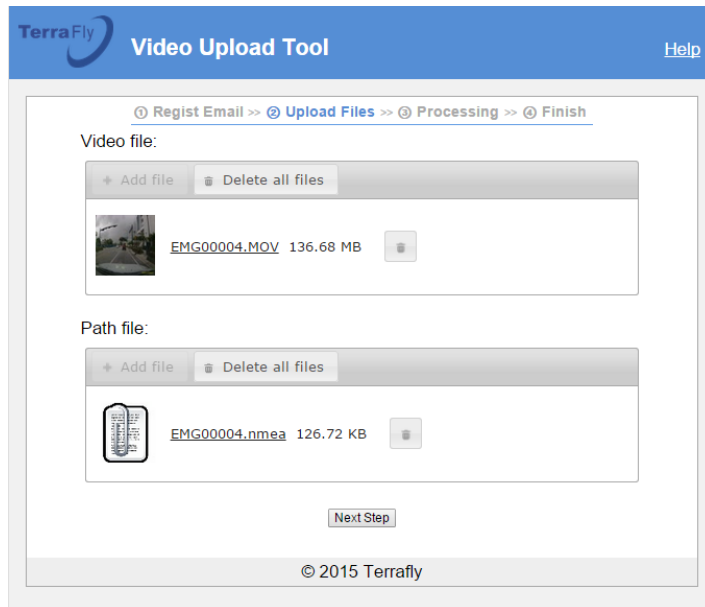 TerraFly
Video Upload Tool
Help
① Regist Email >> ② Upload Files >> ③ Processing >> ④ Finish
Video file:
+ Add file Delete all files
EMG00004.MOV 136.68 MB
Path file:
+ Add file Delete all files
EMG00004.nmea 126.72 KB
Next Step
© 2015 Terrafly